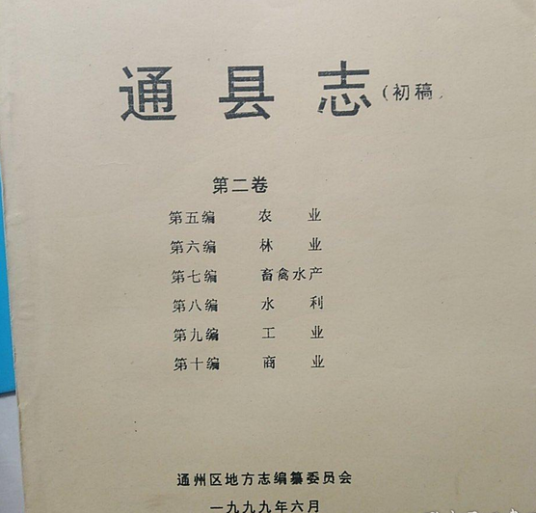 通县志(初稿
第二卷
第五编 农业
第六编 林业
第七编 畜禽水产
第八编 水利
第九编 工业
第十编 商业
通州区地方志编纂委员会
一九九九年六月